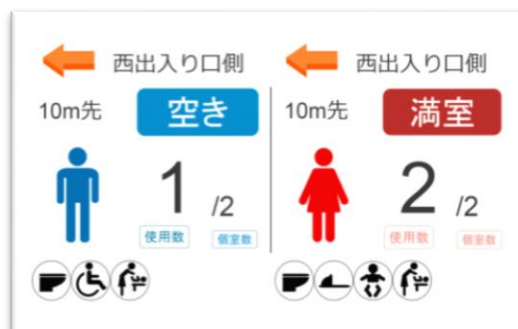 西出入り口側
10m先
空き
1 /2
使用数 個室数
西出入り口側
10m先
満室
2 /2
使用数 個室数